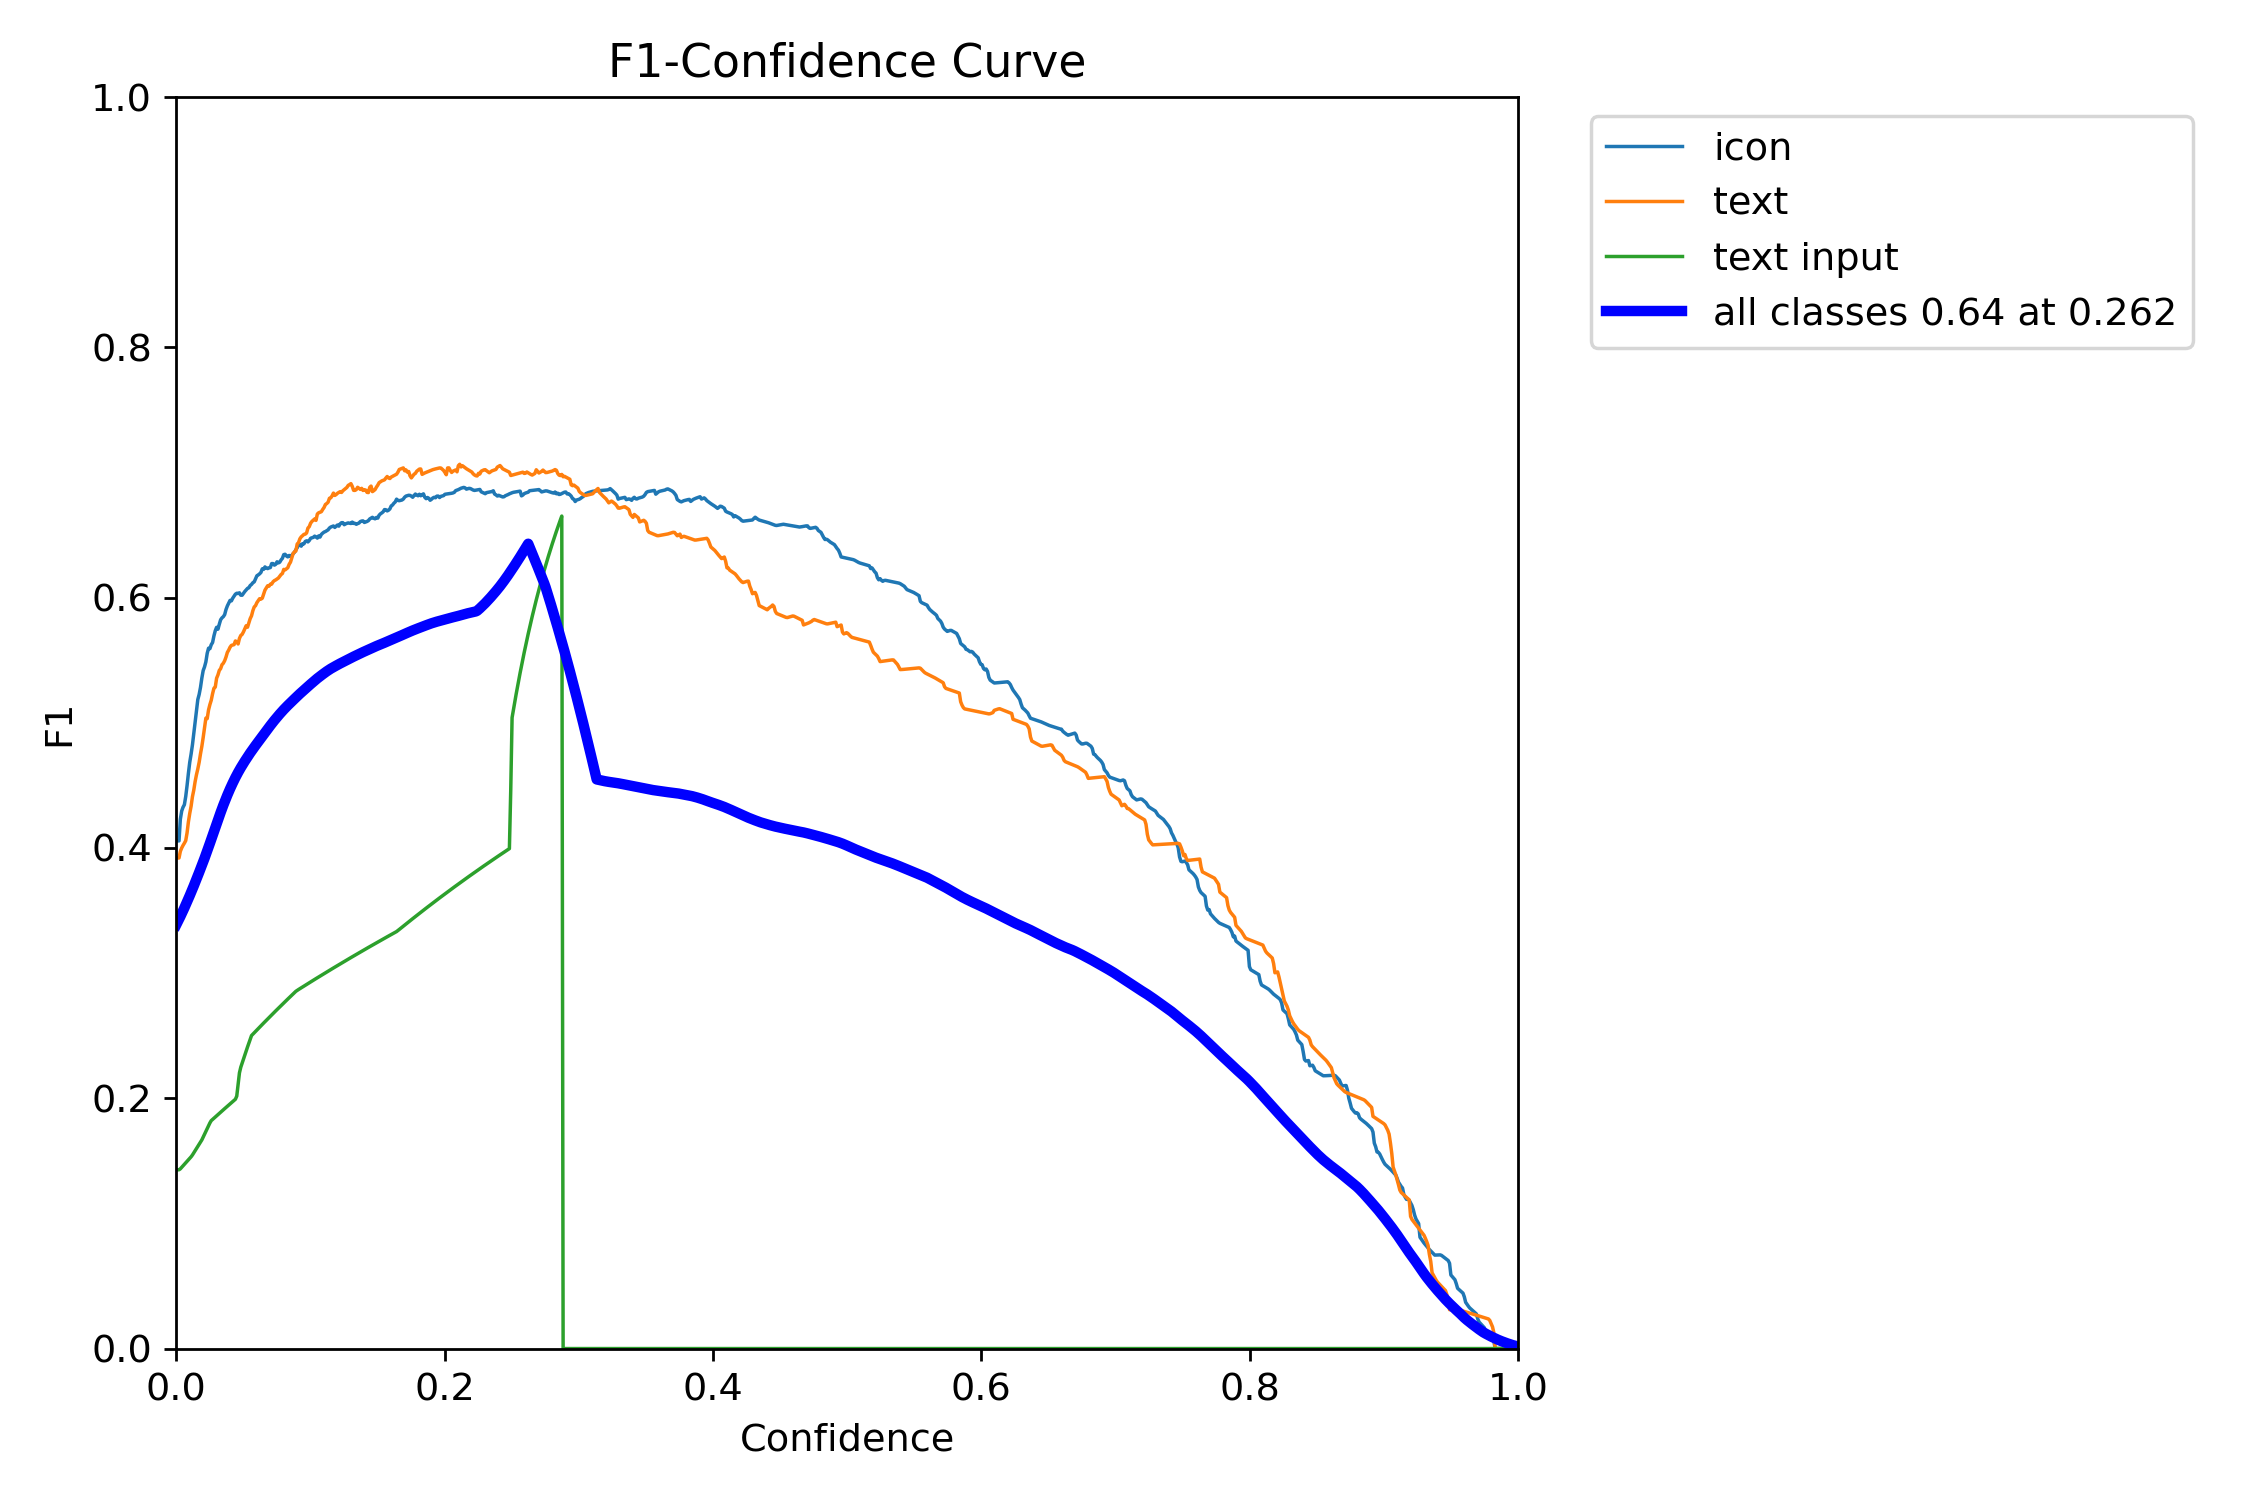 F1-Confidence Curve
1.0
0.8
0.6
0.4
0.2
0.0
F1
0.0 0.2 0.4 0.6 0.8 1.0
Confidence
icon
text
text input
all classes 0.64 at 0.262